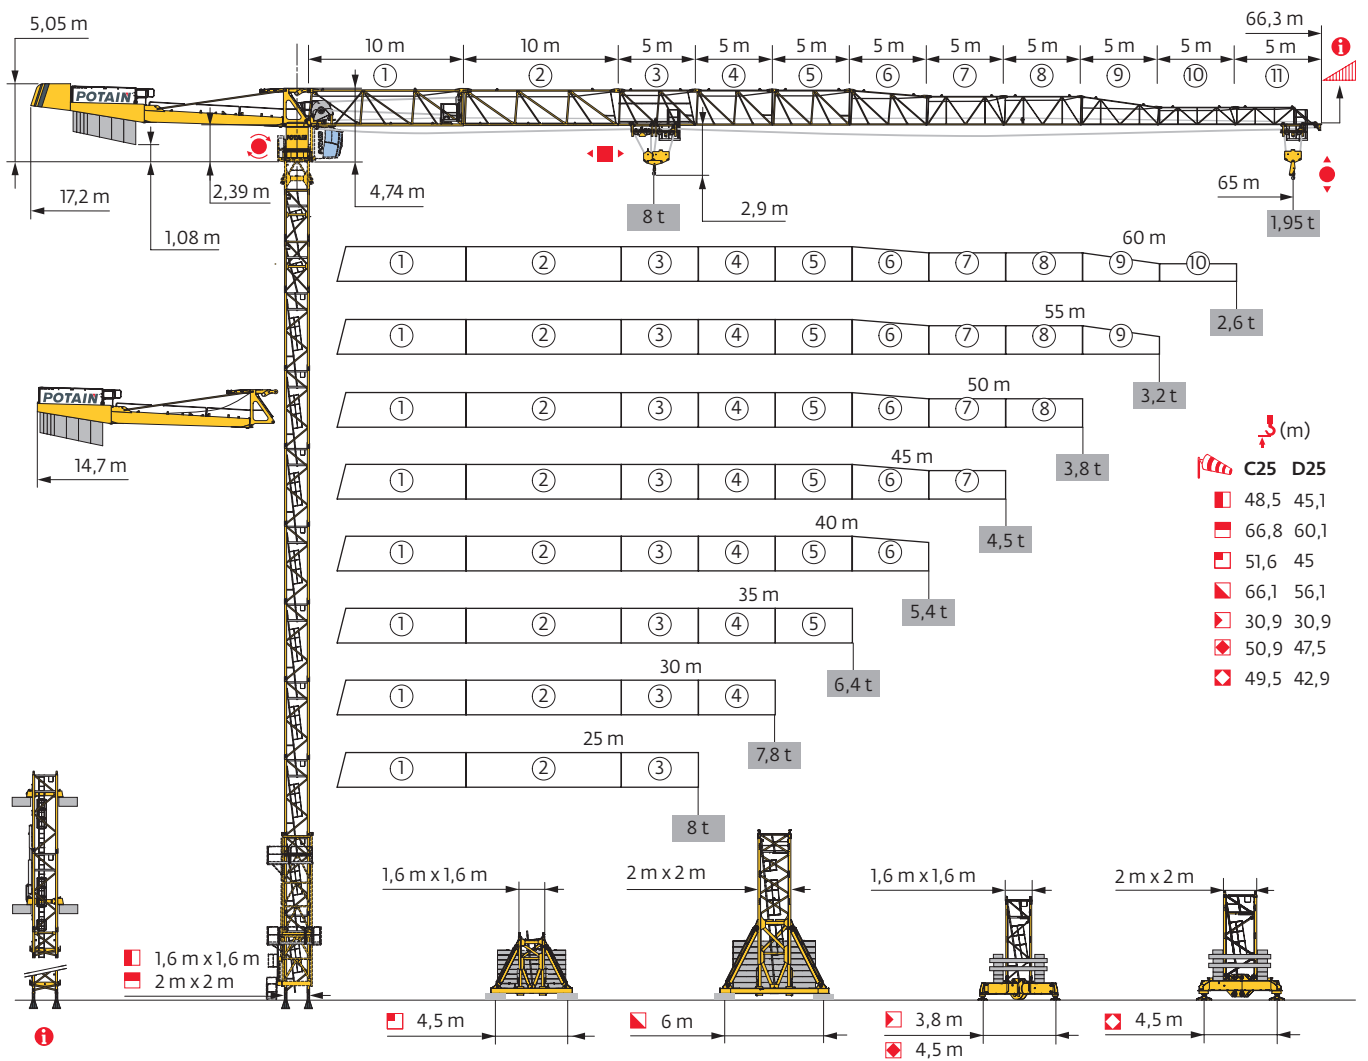 5,05 m
10 m 10 m 5 m 5 m 5 m 5 m 5 m 5 m 5 m 5 m 5 m
66,3 m
i
1 2 3 4 5 6 7 8 9 10 11
POTAIN
POTAIN
17,2 m
1,08 m
2,39 m
4,74 m
8 t
2,9 m
65 m
1,95 t
60 m
1 2 3 4 5 6 7 8 9 10
2,6 t
55 m
1 2 3 4 5 6 7 8 9
3,2 t
POTAIN
14,7 m
50 m
1 2 3 4 5 6 7 8
3,8 t
45 m
1 2 3 4 5 6 7
4,5 t
40 m
1 2 3 4 5 6
5,4 t
35 m
1 2 3 4 5
6,4 t
30 m
1 2 3 4
7,8 t
25 m
1 2 3
8 t
(m)
C25 D25
48,5 45,1
66,8 60,1
51,6 45
66,1 56,1
30,9 30,9
50,9 47,5
49,5 42,9
1,6 m x 1,6 m
2 m x 2 m
i
1,6 m x 1,6 m
4,5 m
2 m x 2 m
6 m
1,6 m x 1,6 m
3,8 m
4,5 m
2 m x 2 m
4,5 m